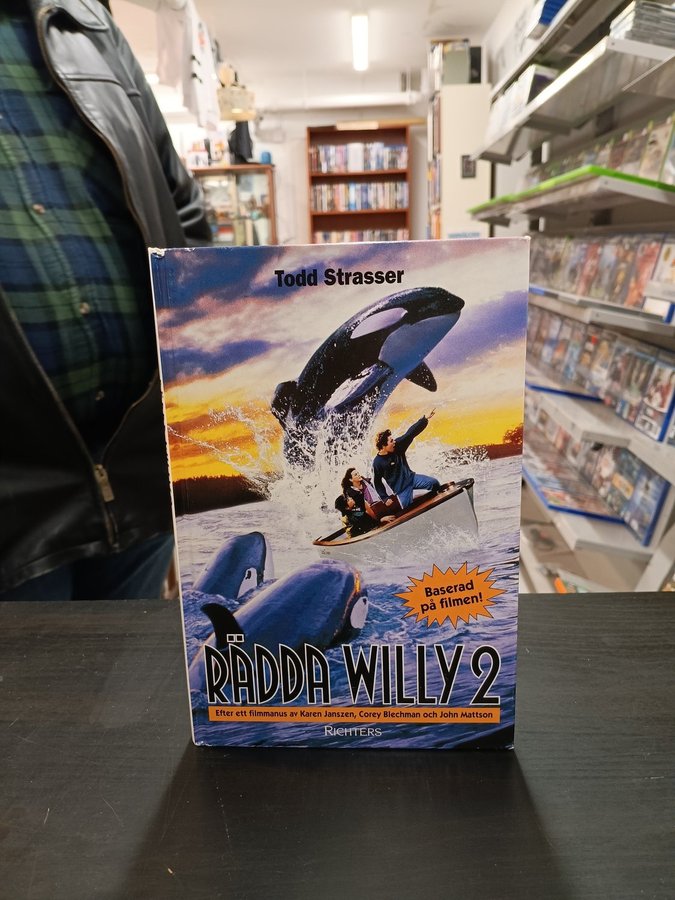 Todd Strasser
Baserad
på filmen!
RÄDDA WILLY 2
Efter ett filmmanus av Karen Janszen, Corey Blechman och John Mattson
RICHTERS